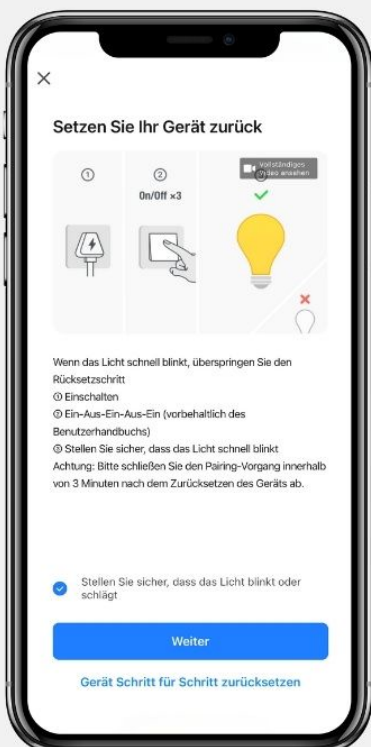 Setzen Sie Ihr Gerät zurück
①
②
On/Off ×3
Vollständiges
Video ansehen
Wenn das Licht schnell blinkt, überspringen Sie den
Rücksetzschritt
① Einschalten
② Ein-Aus-Ein-Aus-Ein (vorbehaltlich des
Benutzerhandbuchs)
③ Stellen Sie sicher, dass das Licht schnell blinkt
Achtung: Bitte schließen Sie den Pairing-Vorgang innerhalb
von 3 Minuten nach dem Zurücksetzen des Geräts ab.
Stellen Sie sicher, dass das Licht blinkt oder
schlägt
Weiter
Gerät Schritt für Schritt zurücksetzen